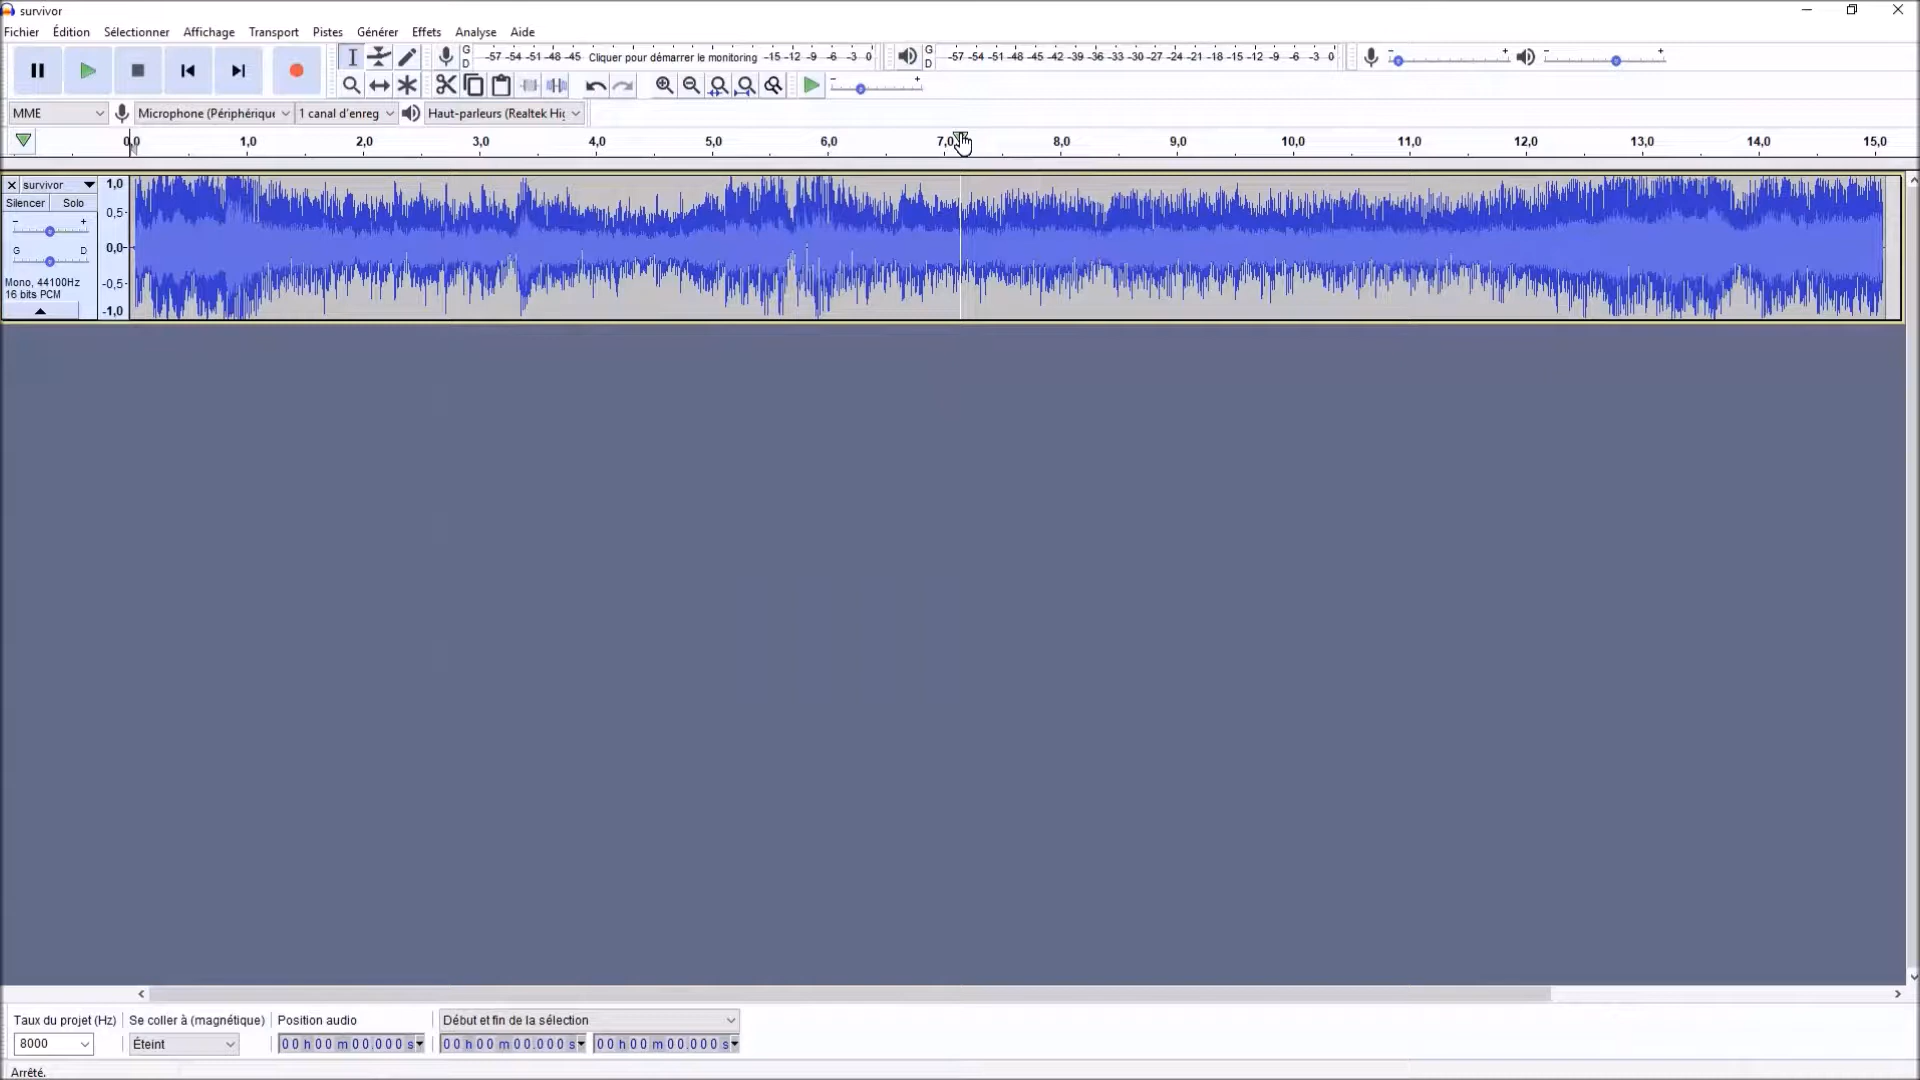 survivor
Fichier Édition Sélectionner Affichage Transport Pistes Générer Effets Analyse Aide
G D -57 -54 -51 -48 -45 Cliquer pour démarrer le monitoring -15 -12 -9 -6 -3 0 G D -57 -54 -51 -48 -45 -42 -39 -36 -33 -30 -27 -24 -21 -18 -15 -12 -9 -6 -3 0 - + - +
- +
MME Microphone (Périphérique 1 canal d'enreg Haut-parleurs (Realtek Hig
0,0 1,0 2,0 3,0 4,0 5,0 6,0 7,0 8,0 9,0 10,0 11,0 12,0 13,0 14,0 15,0
survivor 1,0
Silencer Solo
0,5
- +
0,0
G D
Mono, 44100Hz -0,5
16 bits PCM
-1,0
Taux du projet (Hz) Se coller à (magnétique) Position audio Début et fin de la sélection
8000 Éteint 00 h 00 m 00.000 s 00 h 00 m 00.000 s 00 h 00 m 00.000 s
Arrêté.